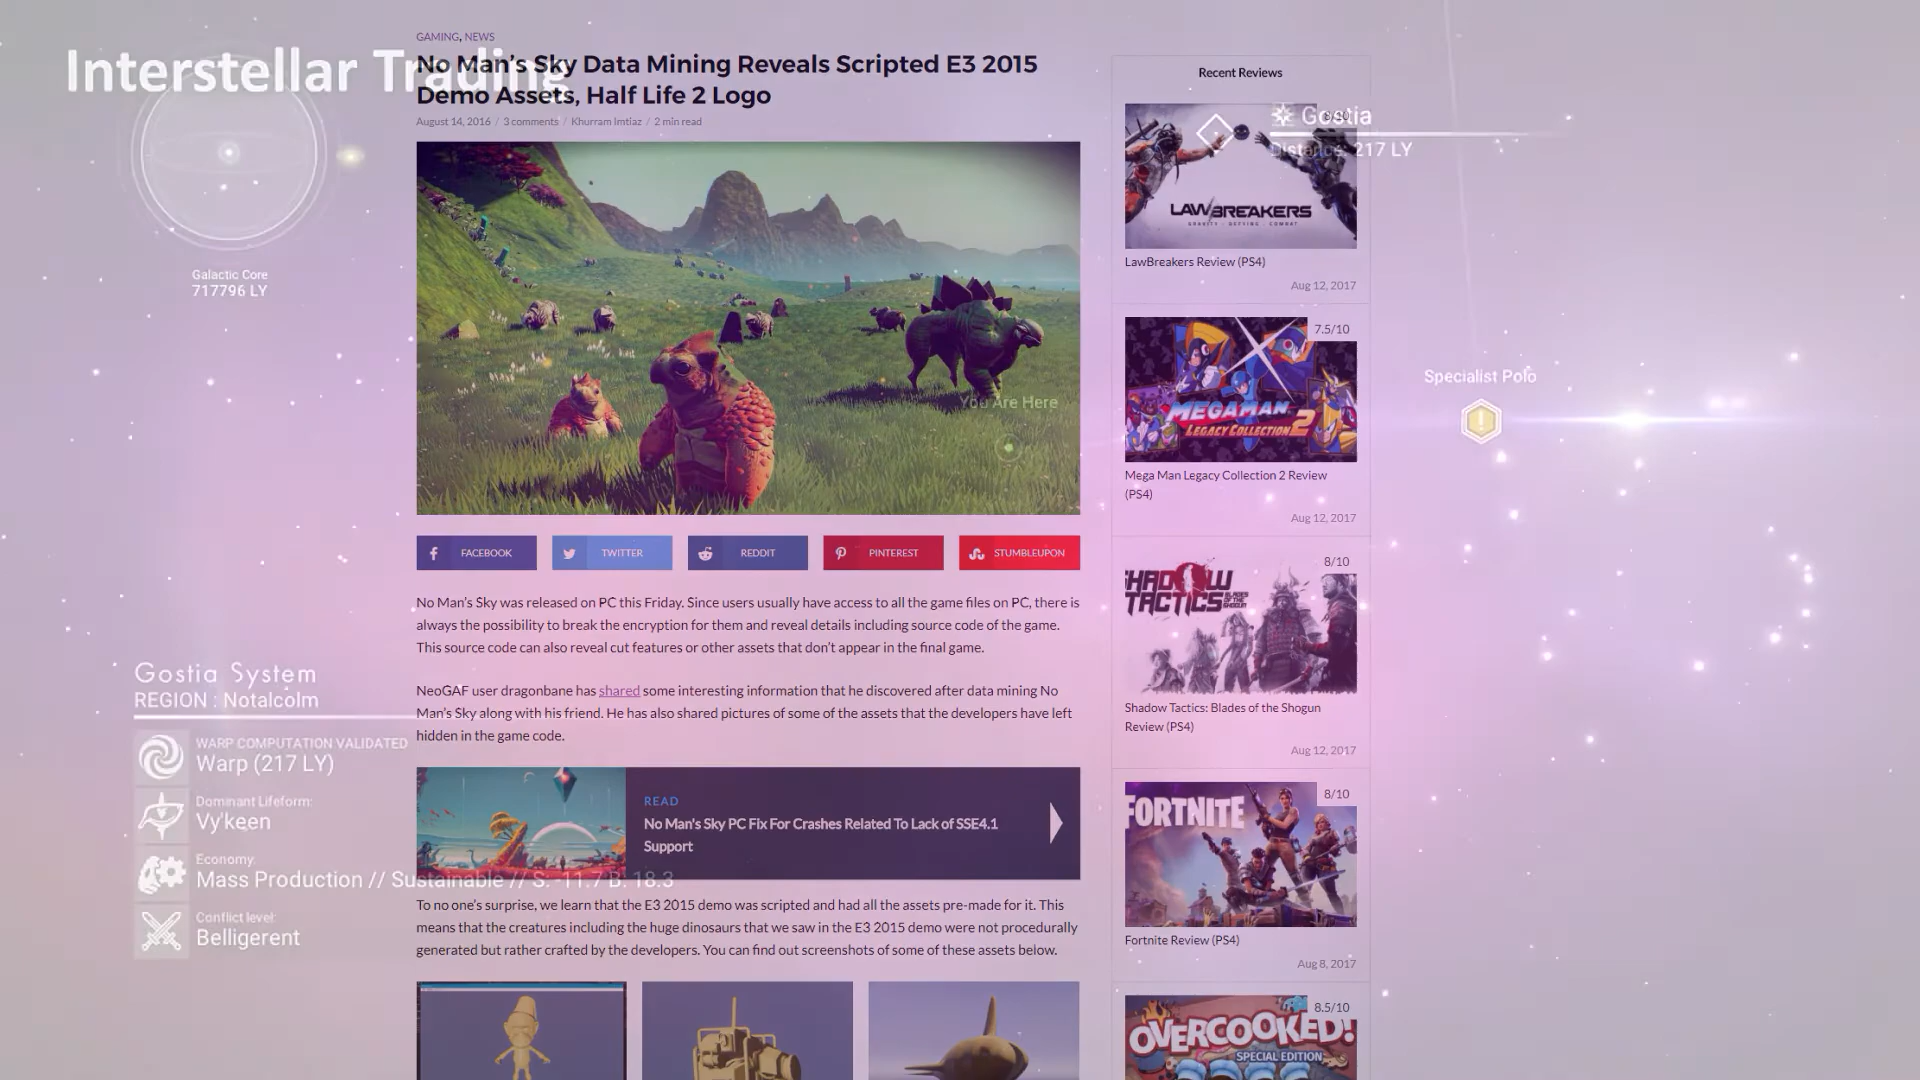 GAMING, NEWS
Interstellar Trading
No Man's Sky Data Mining Reveals Scripted E3 2015
Demo Assets, Half Life 2 Logo
August 14, 2016 / 3 comments / Khurram Imtiaz / 2 min read
Galactic Core
717796 LY
You Are Here
FACEBOOK
TWITTER
REDDIT
PINTEREST
STUMBLEUPON
No Man's Sky was released on PC this Friday. Since users usually have access to all the game files on PC, there is
always the possibility to break the encryption for them and reveal details including source code of the game.
This source code can also reveal cut features or other assets that don't appear in the final game.
NeoGAF user dragonbane has shared some interesting information that he discovered after data mining No
Man's Sky along with his friend. He has also shared pictures of some of the assets that the developers have left
hidden in the game code.
READ
No Man's Sky PC Fix For Crashes Related To Lack of SSE4.1
Support
To no one's surprise, we learn that the E3 2015 demo was scripted and had all the assets pre-made for it. This
means that the creatures including the huge dinosaurs that we saw in the E3 2015 demo were not procedurally
generated but rather crafted by the developers. You can find out screenshots of some of these assets below.
Gostia System
REGION : Notalcolm
WARP COMPUTATION VALIDATED
Warp (217 LY)
Dominant Lifeform:
Vy'keen
Economy:
Mass Production // Sustainable // S: -11.7 B: 18.3
Conflict level:
Belligerent
Recent Reviews
Gostia
Distance: 217 LY
LAWBREAKERS
GRAVITY - DEFYING - COMBAT
LawBreakers Review (PS4)
Aug 12, 2017
Specialist Polo
7.5/10
MEGAMAN
LEGACY COLLECTION 2
Mega Man Legacy Collection 2 Review
(PS4)
Aug 12, 2017
8/10
SHADOW
TACTICS
BLADES OF THE SHOGUN
Shadow Tactics: Blades of the Shogun
Review (PS4)
Aug 12, 2017
8/10
FORTNITE
Fortnite Review (PS4)
Aug 8, 2017
8.5/10
OVERCOOKED!
SPECIAL EDITION